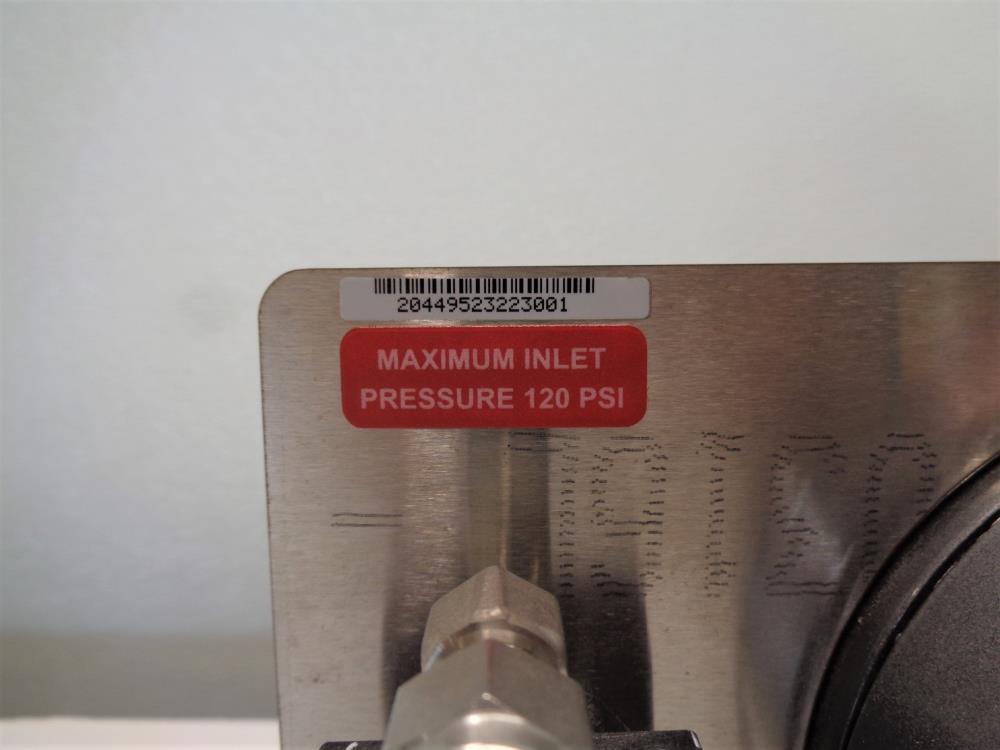 20449523223001
MAXIMUM INLET
PRESSURE 120 PSI